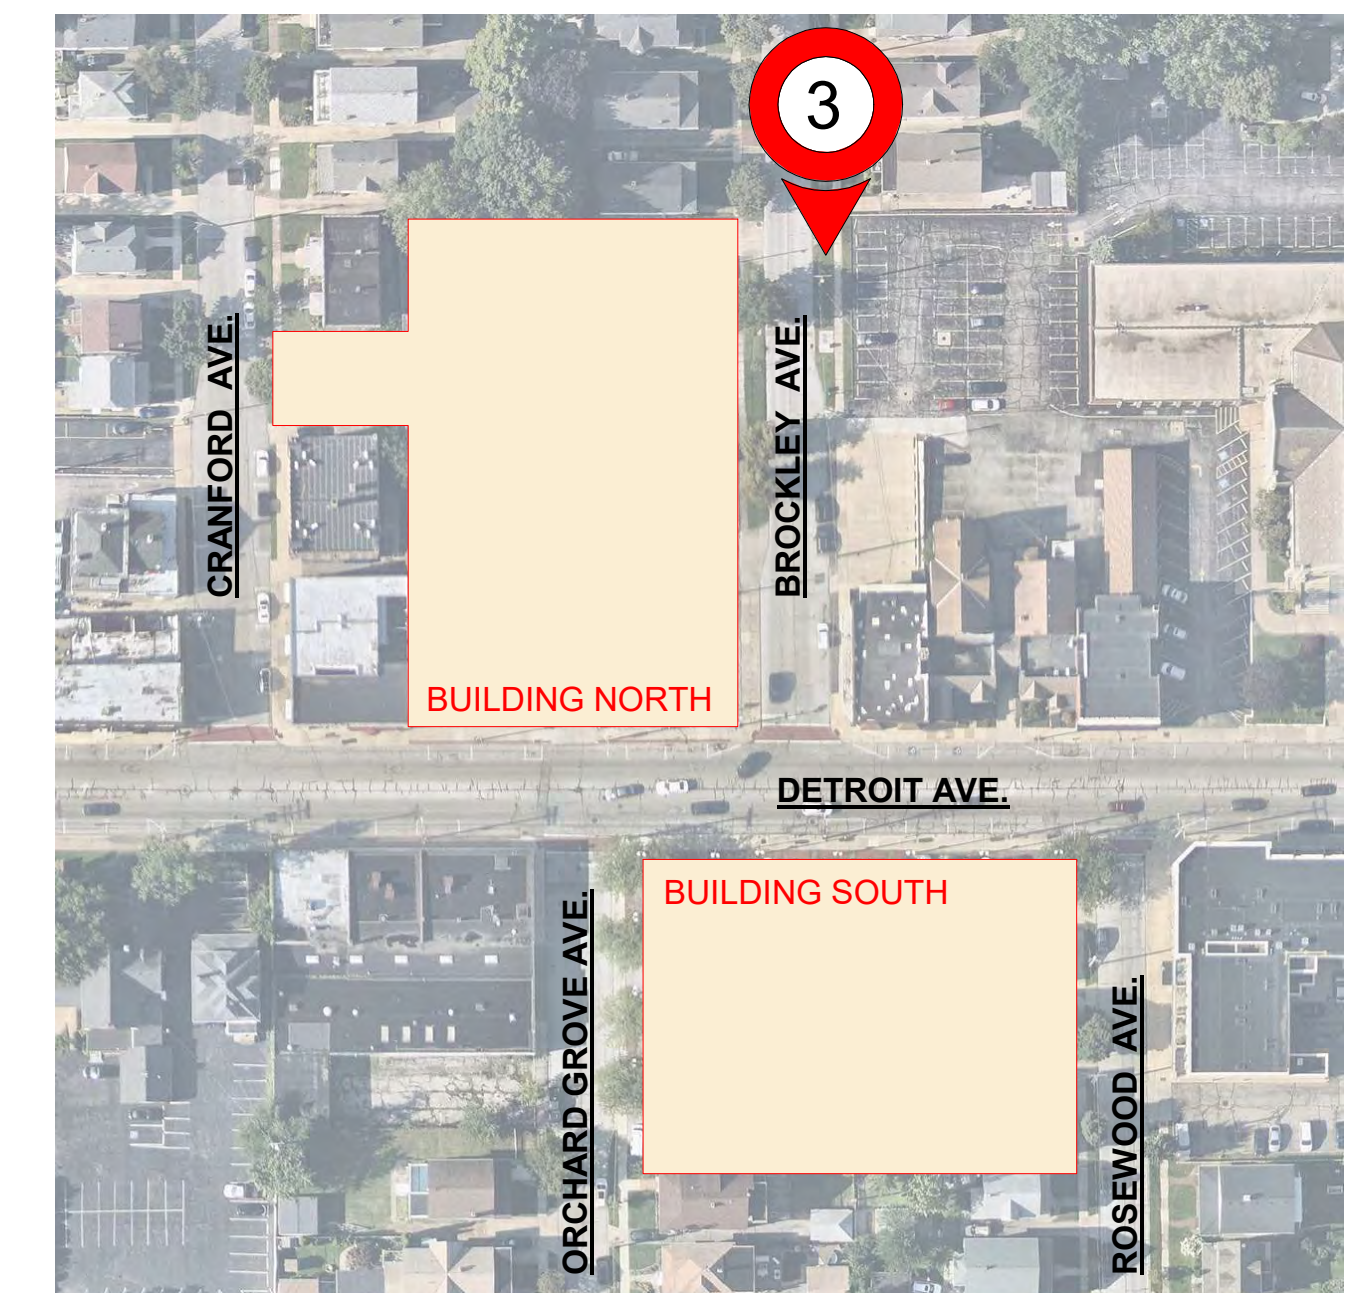 3
CRANFORD AVE.
BROCKLEY AVE.
BUILDING NORTH
DETROIT AVE.
BUILDING SOUTH
ORCHARD GROVE AVE.
ROSEWOOD AVE.